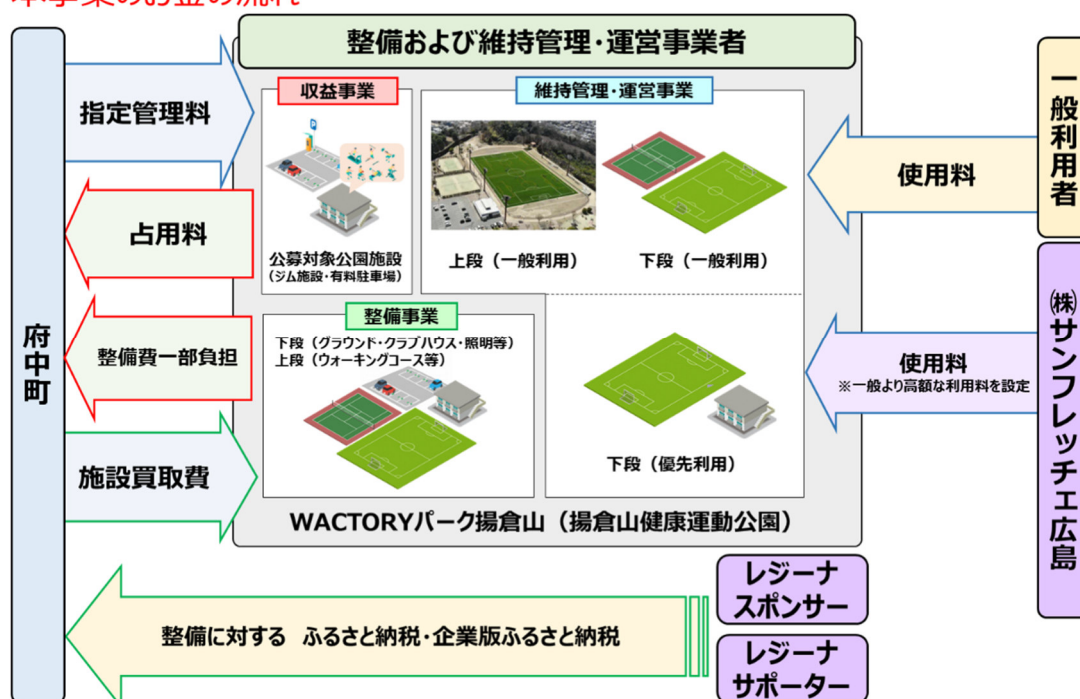 本事業のお金の流れ
整備および維持管理・運営事業者
指定管理料
占用料
整備費一部負担
施設買取費
府中町
収益事業
P
公募対象公園施設
（ジム施設・有料駐車場）
維持管理・運営事業
上段（一般利用）
下段（一般利用）
整備事業
下段（グラウンド・クラブハウス・照明等）
上段（ウォーキングコース等）
下段（優先利用）
WACTORYパーク揚倉山（揚倉山健康運動公園）
使用料
一般利用者
使用料
※一般より高額な利用料を設定
㈱サンフレッチェ広島
整備に対する ふるさと納税・企業版ふるさと納税
レジーナ
スポンサー
レジーナ
サポーター